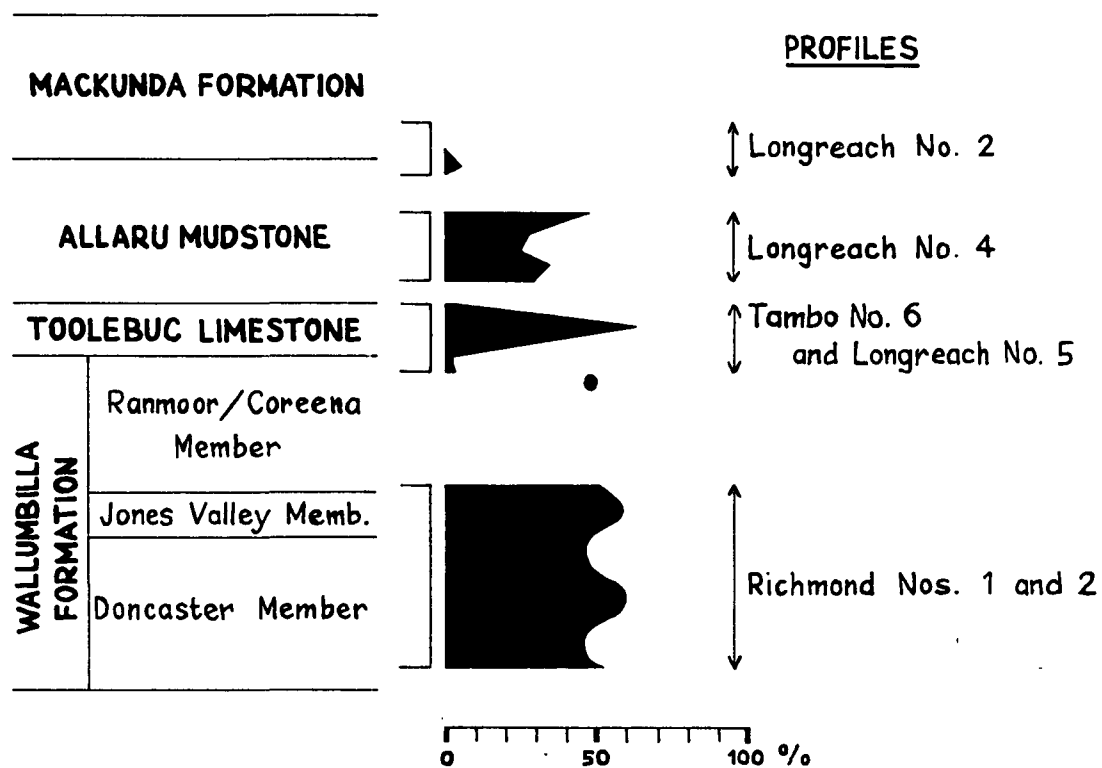 PROFILES
MACKUNDA FORMATION
Longreach No. 2
ALLARU MUDSTONE
Longreach No. 4
TOOLEBUC LIMESTONE
Tambo No. 6
and Longreach No. 5
WALLUMBILLA
FORMATION
Ranmoor/Coreena
Member
Jones Valley Memb.
Doncaster Member
Richmond Nos. 1 and 2
0 50 100 %